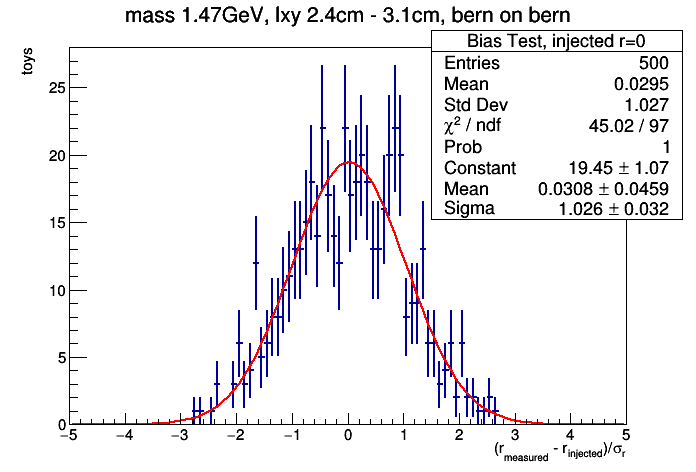 mass 1.47GeV, lxy 2.4cm - 3.1cm, bern on bern
Bias Test, injected r=0
Entries 500
Mean 0.0295
Std Dev 1.027
χ² / ndf 45.02 / 97
Prob 1
Constant 19.45 ± 1.07
Mean 0.0308 ± 0.0459
Sigma 1.026 ± 0.032
toys
25
20
15
10
5
0
−5 −4 −3 −2 −1 0 1 2 3 4 5
(r_measured - r_injected)/σ_r